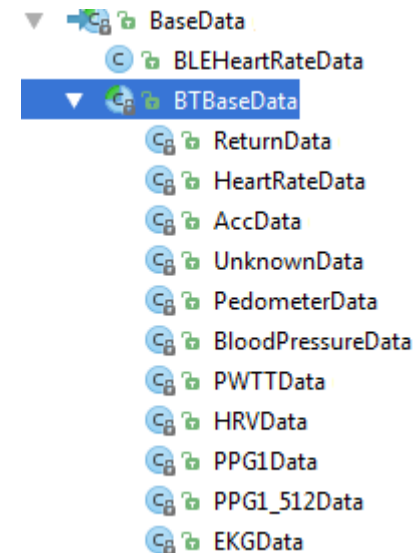 BaseData
BLEHeartRateData
BTBaseData
ReturnData
HeartRateData
AccData
UnknownData
PedometerData
BloodPressureData
PWTTData
HRVData
PPG1Data
PPG1_512Data
EKGData